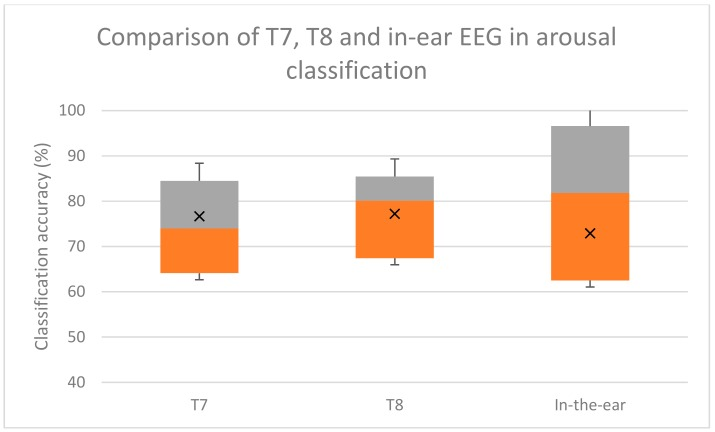 Comparison of T7, T8 and in-ear EEG in arousal
classification
Classification accuracy (%)
100
90
80
70
60
50
40
T7
T8
In-the-ear